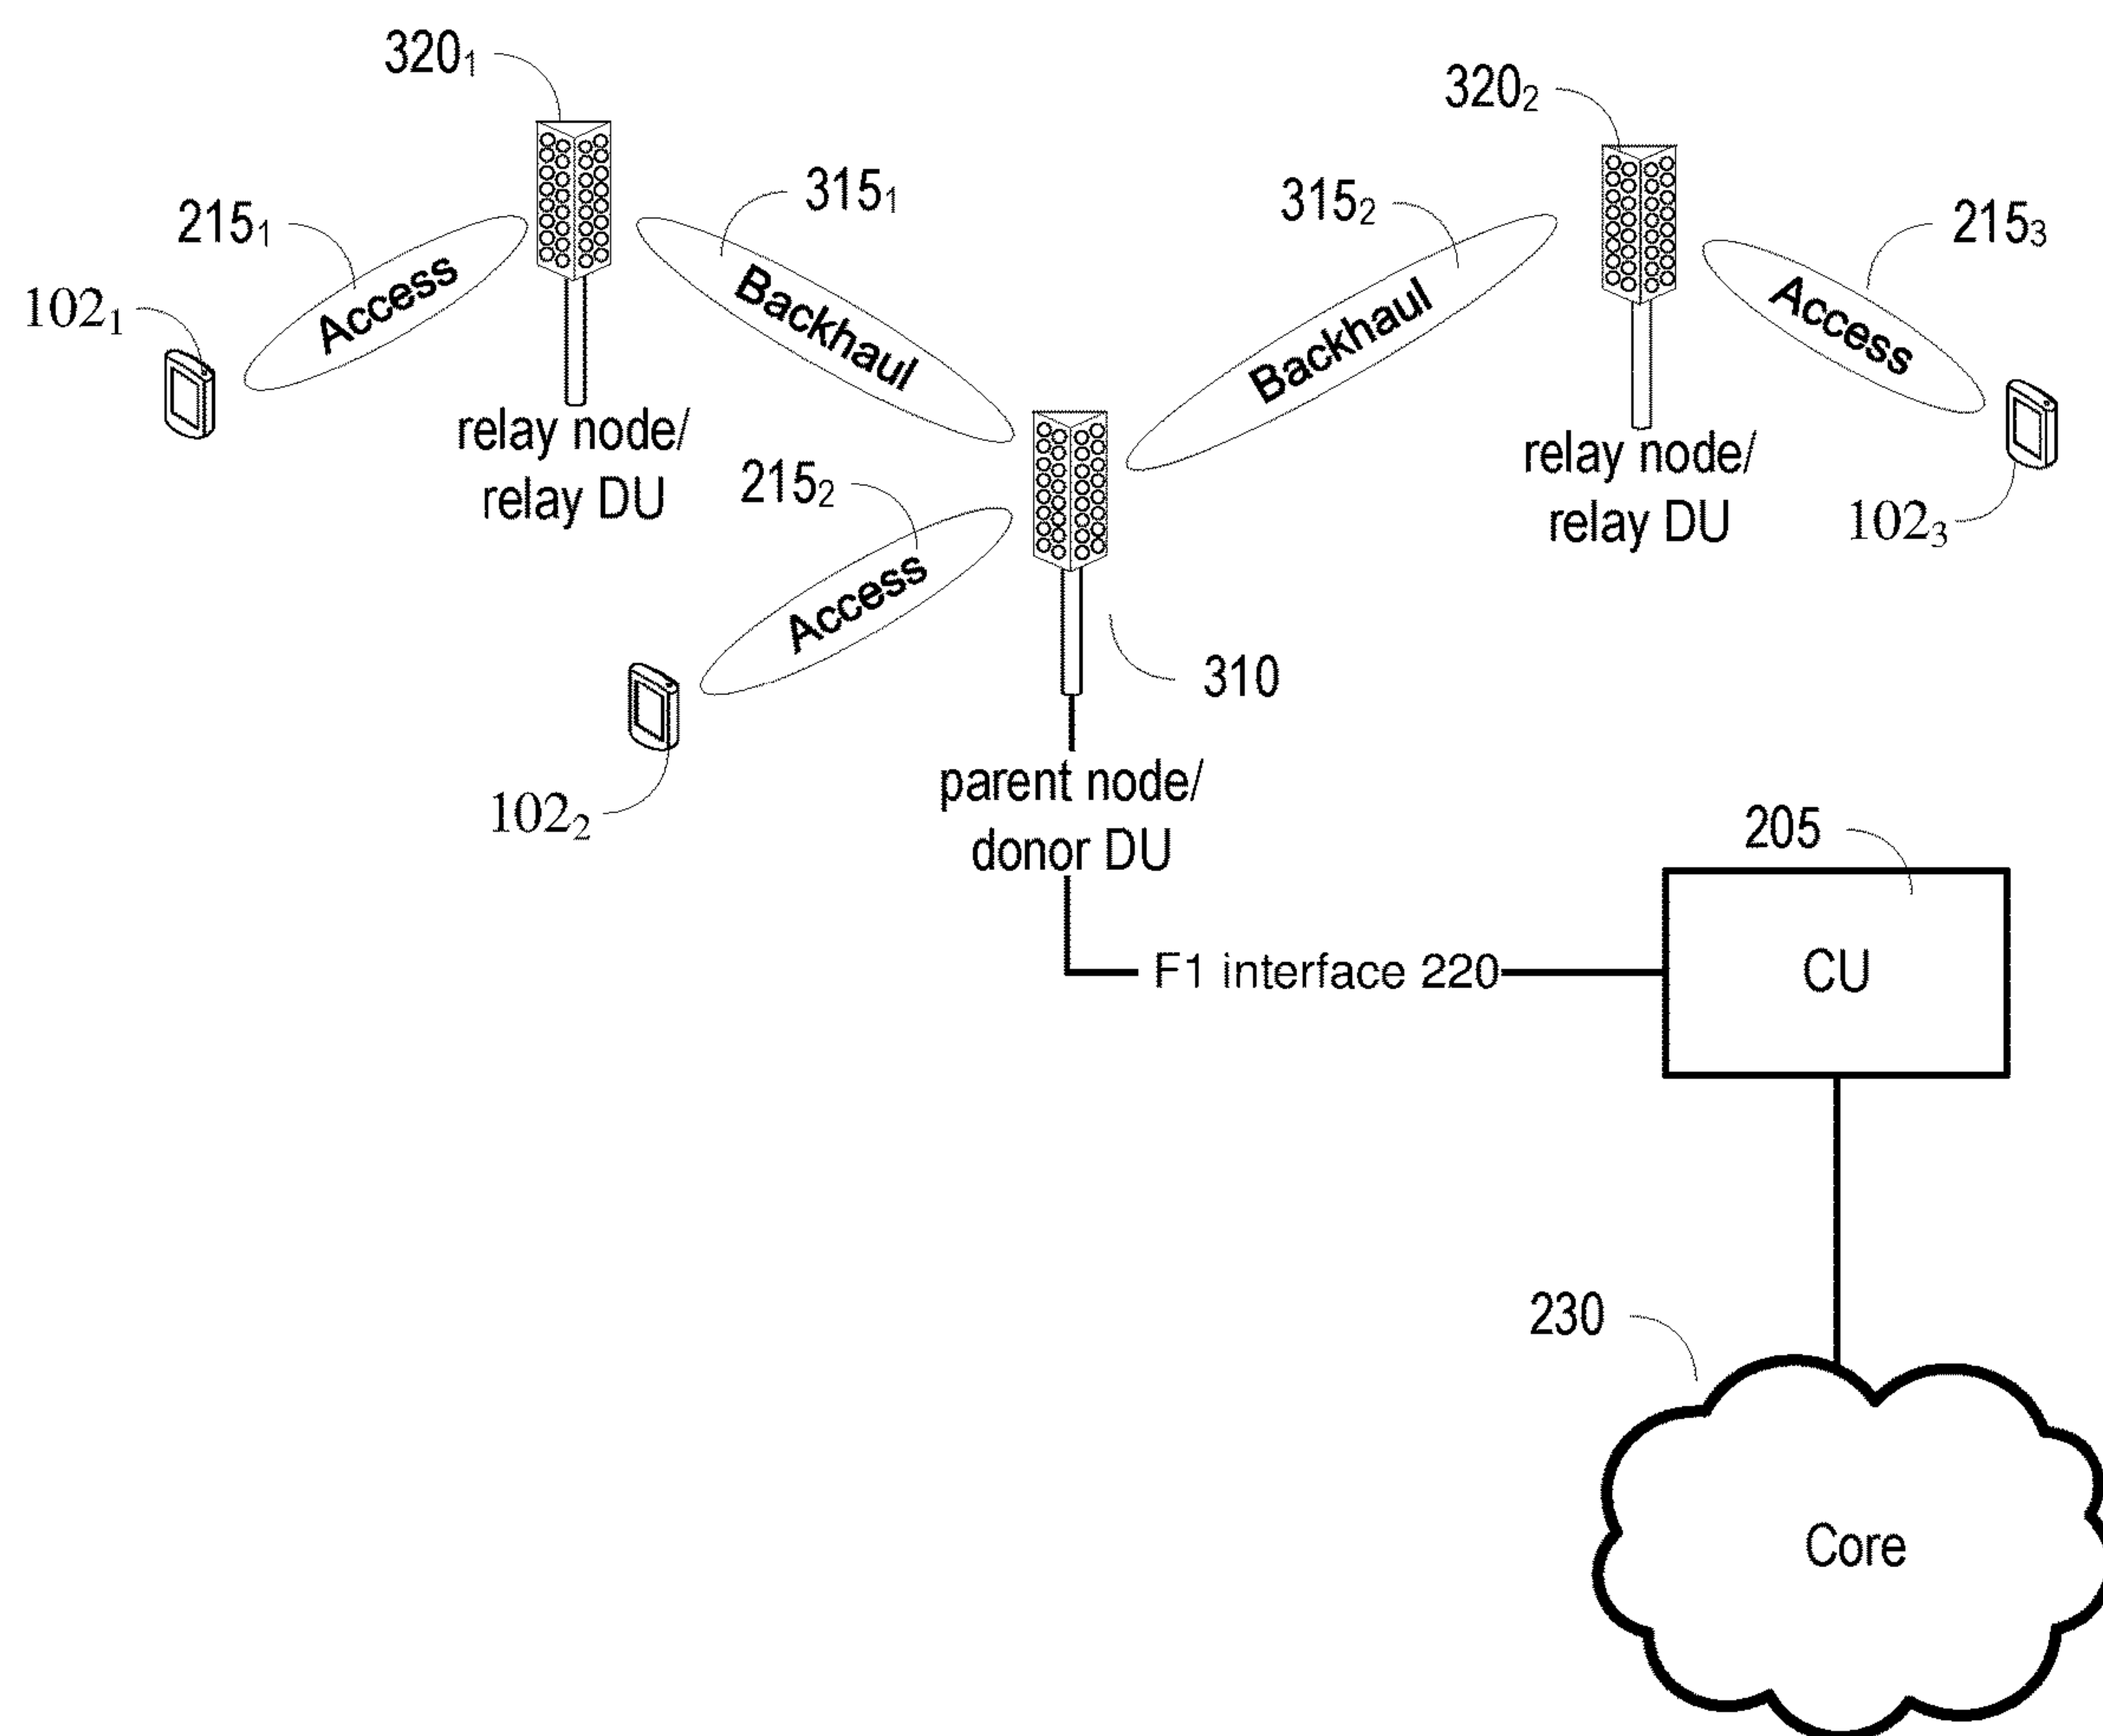 320₁
320₂
315₁
315₂
215₁
215₃
Access
Backhaul
Backhaul
Access
102₁
relay node/
relay DU
relay node/
relay DU
102₃
215₂
Access
310
102₂
parent node/
donor DU
205
F1 interface 220
CU
230
Core